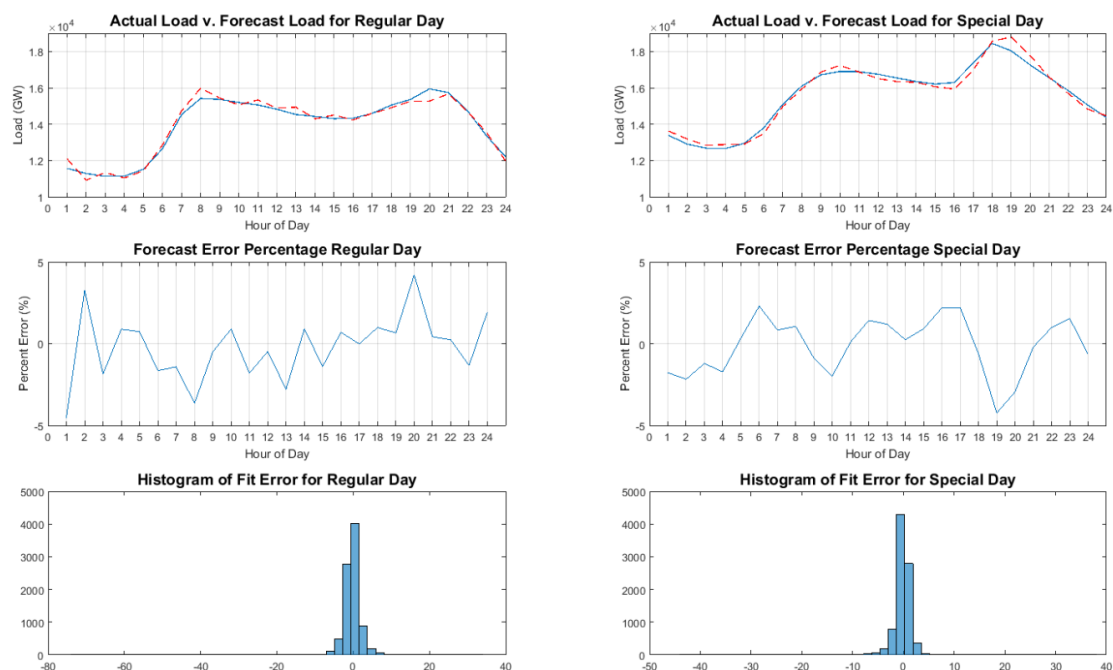 Actual Load v. Forecast Load for Regular Day
×10⁴
1.8
1.6
1.4
1.2
1
Load (GW)
0 1 2 3 4 5 6 7 8 9 10 11 12 13 14 15 16 17 18 19 20 21 22 23 24
Hour of Day
Actual Load v. Forecast Load for Special Day
×10⁴
1.8
1.6
1.4
1.2
1
Load (GW)
0 1 2 3 4 5 6 7 8 9 10 11 12 13 14 15 16 17 18 19 20 21 22 23 24
Hour of Day
Forecast Error Percentage Regular Day
5
0
-5
Percent Error (%)
0 1 2 3 4 5 6 7 8 9 10 11 12 13 14 15 16 17 18 19 20 21 22 23 24
Hour of Day
Forecast Error Percentage Special Day
5
0
-5
Percent Error (%)
0 1 2 3 4 5 6 7 8 9 10 11 12 13 14 15 16 17 18 19 20 21 22 23 24
Hour of Day
Histogram of Fit Error for Regular Day
5000
4000
3000
2000
1000
0
-80 -60 -40 -20 0 20 40
Histogram of Fit Error for Special Day
5000
4000
3000
2000
1000
0
-50 -40 -30 -20 -10 0 10 20 30 40